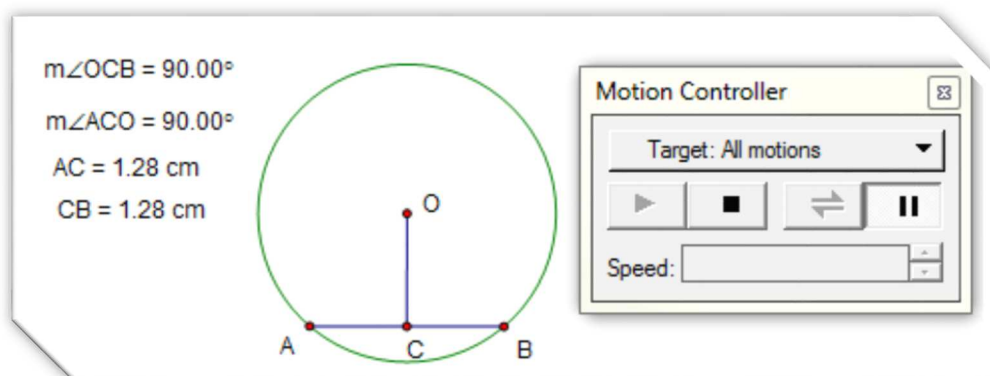 m∠OCB = 90.00°
m∠ACO = 90.00°
AC = 1.28 cm
CB = 1.28 cm
O
A
C
B
Motion Controller
Target: All motions
Speed: